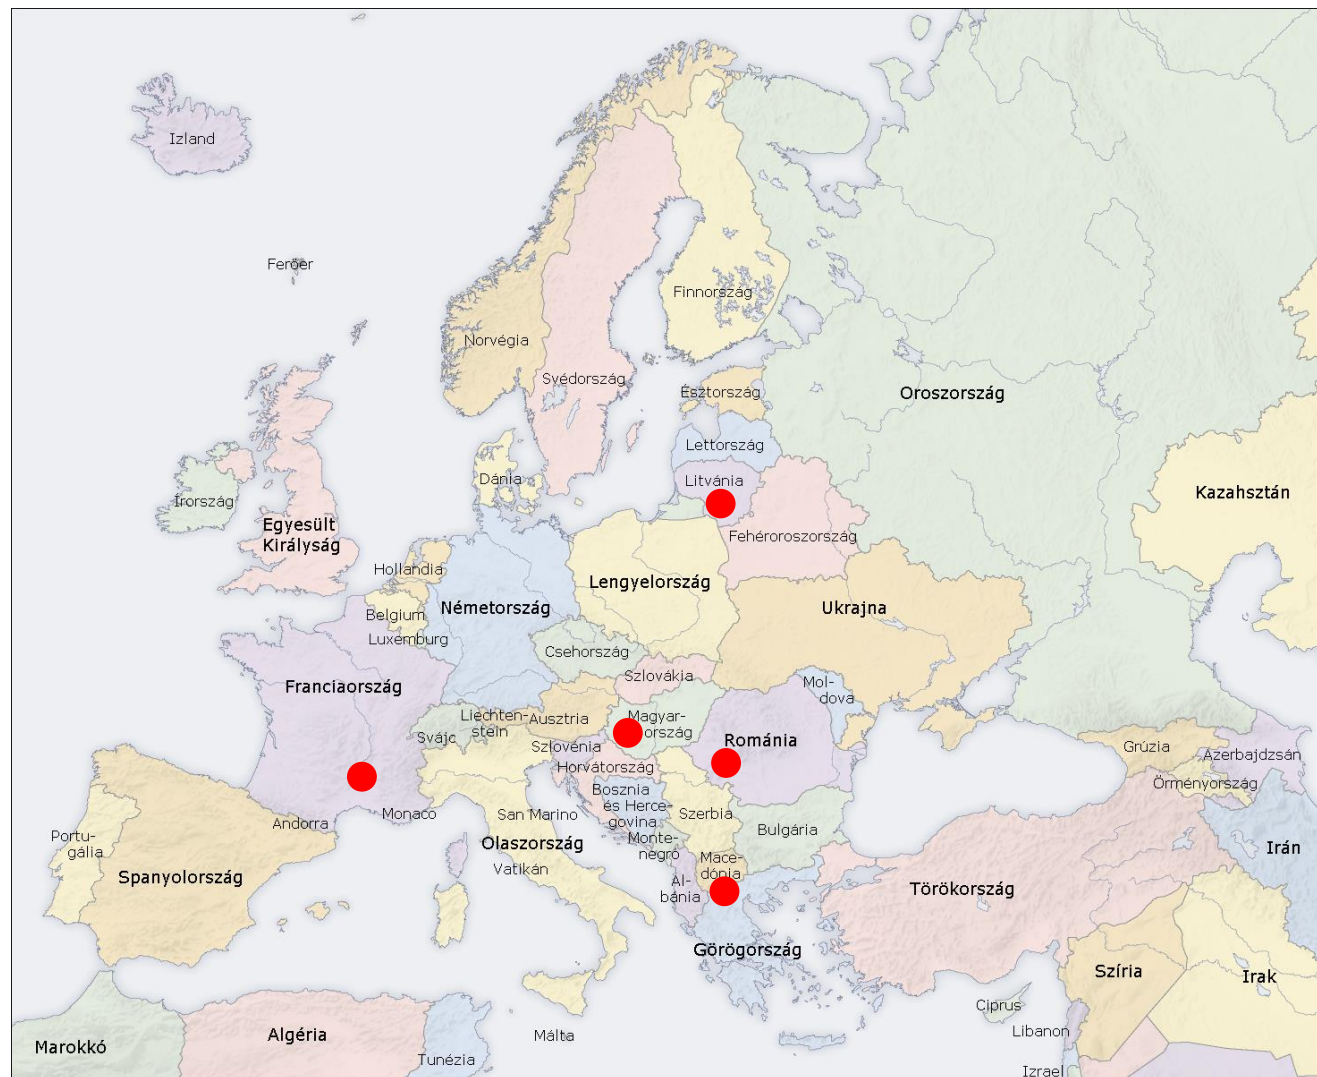 Izland
Feröer
Finnország
Norvégia
Svédország
Észtország
Oroszország
Lettország
Litvánia
Dánia
Írország
Kazahsztán
Egyesült
Királyság
Fehéroroszország
Hollandia
Lengyelország
Németország
Ukrajna
Belgium
Luxemburg
Csehország
Szlovákia
Franciaország
Mol-
dova
Liechten-
stein
Ausztria
Magyar-
ország
Svájc
Szlovénia
Románia
Grúzia
Azerbajdzsán
Horvátország
Örményország
Bosznia
és Herce-
govina
San Marino
Monaco
Andorra
Szerbia
Bulgária
Portu-
gália
Olaszország
Monte-
negró
Irán
Vatikán
Mace-
dónia
Spanyolország
Al-
bánia
Törökország
Görögország
Szíria
Irak
Ciprus
Libanon
Málta
Algéria
Marokkó
Tunézia
Izrael